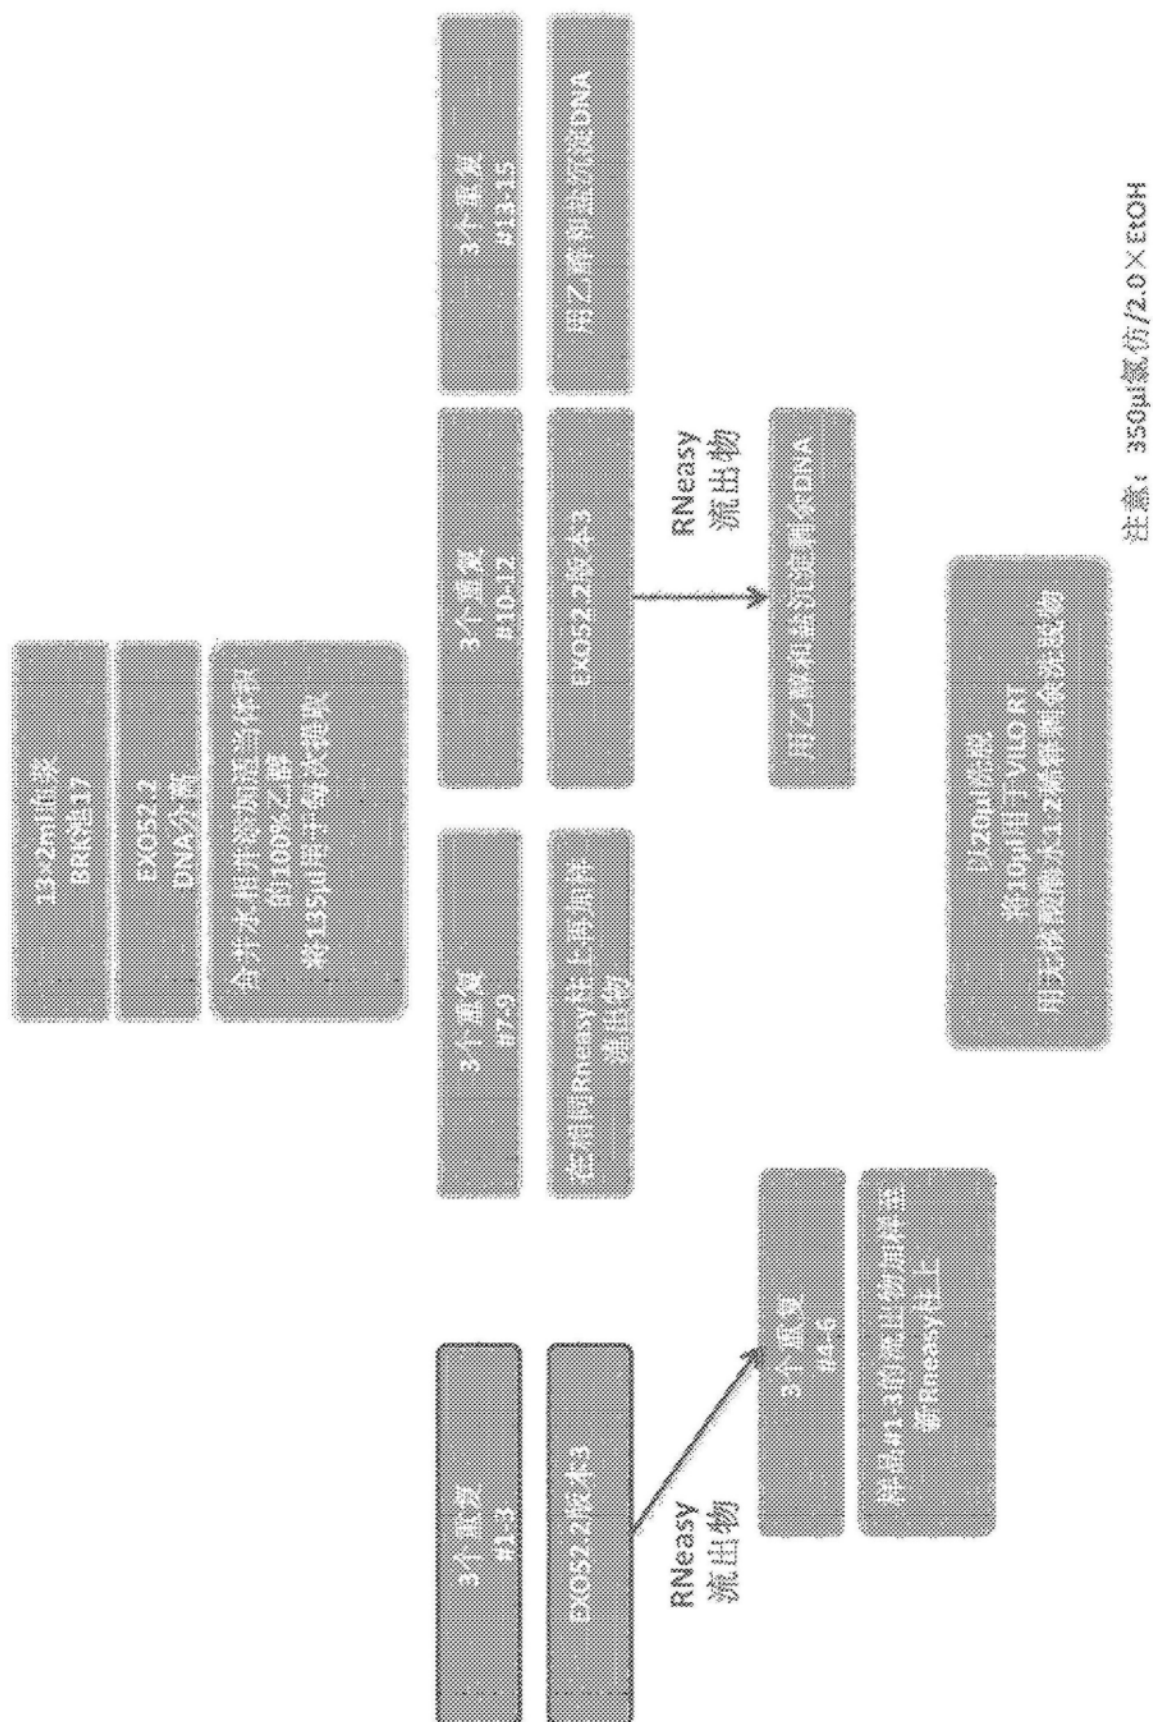 13×2ml血浆
BRK池17
EXO52.2
DNA分离
合并水相并添加适当体积
的100%乙醇
将135μl用于每次提取
3个重复
#1-3
EXO52.2版本3
3个重复
#7-9
在相同Rneasy柱上再加样
流出物
3个重复
#10-12
EXO52.2版本3
3个重复
#13-15
用乙醇和盐沉淀DNA
RNeasy
流出物
3个重复
#4-6
样品#1-3的流出物加样至
新Rneasy柱上
RNeasy
流出物
用乙醇和盐沉淀剩余DNA
以20μl洗脱
将10μl用于VILO RT
用无核酸酶水1:2稀释剩余洗脱物
注意：350μl氯仿/2.0×EtOH